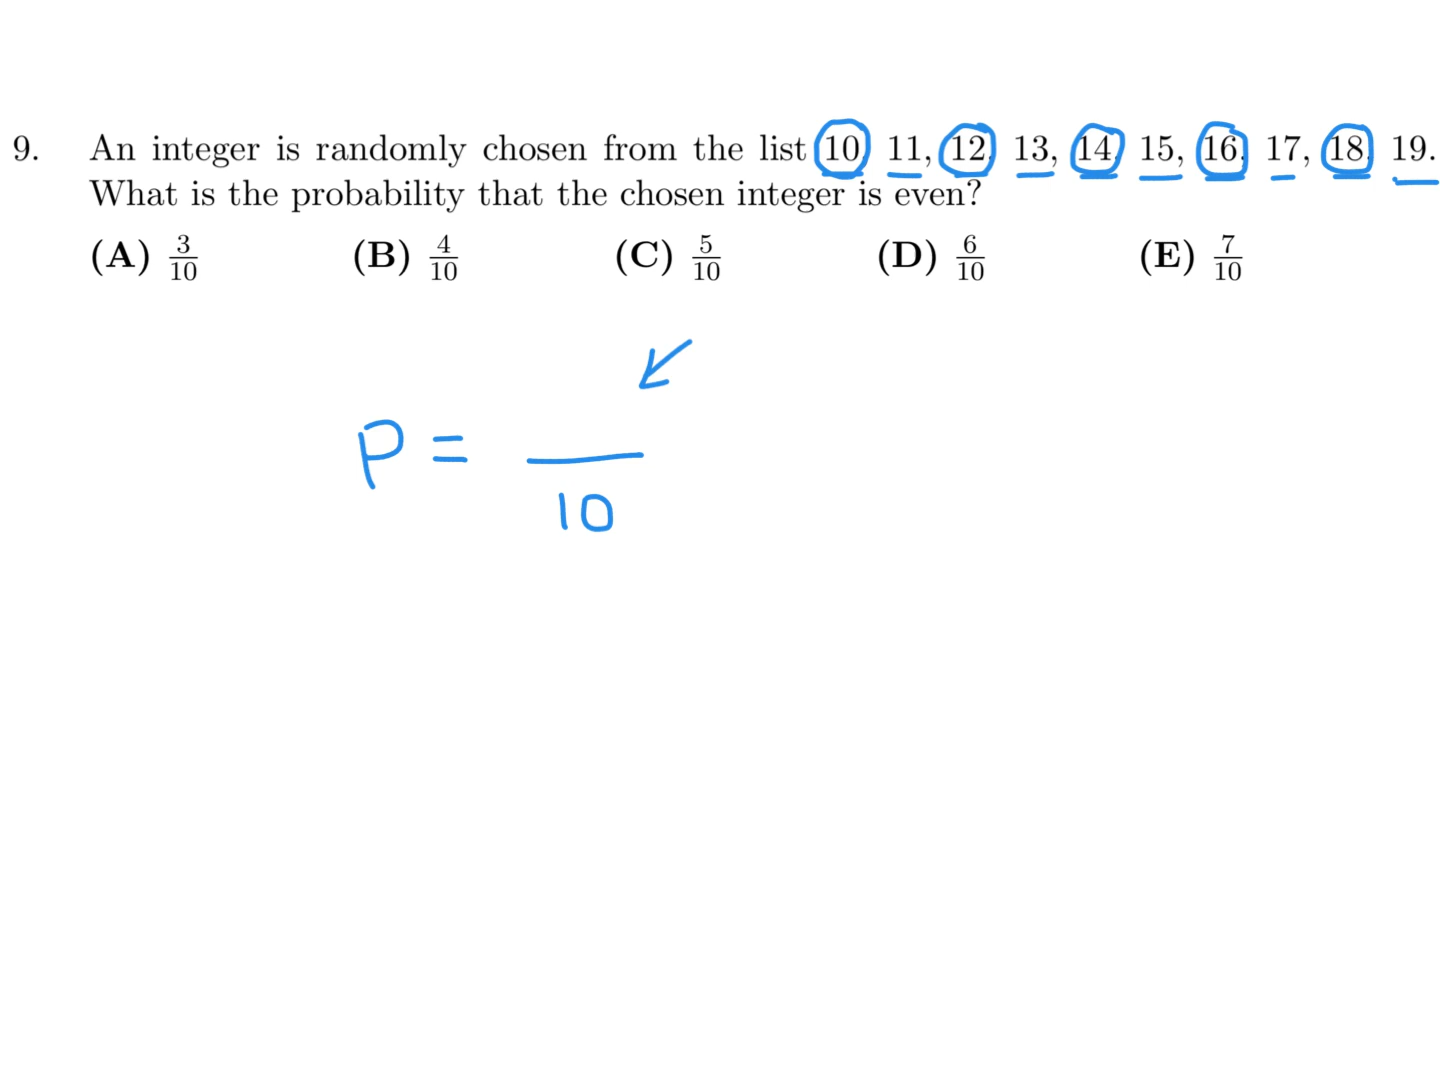 9. An integer is randomly chosen from the list 10, 11, 12, 13, 14, 15, 16, 17, 18, 19.
What is the probability that the chosen integer is even?
(A) 3/10 (B) 4/10 (C) 5/10 (D) 6/10 (E) 7/10
P = __/10